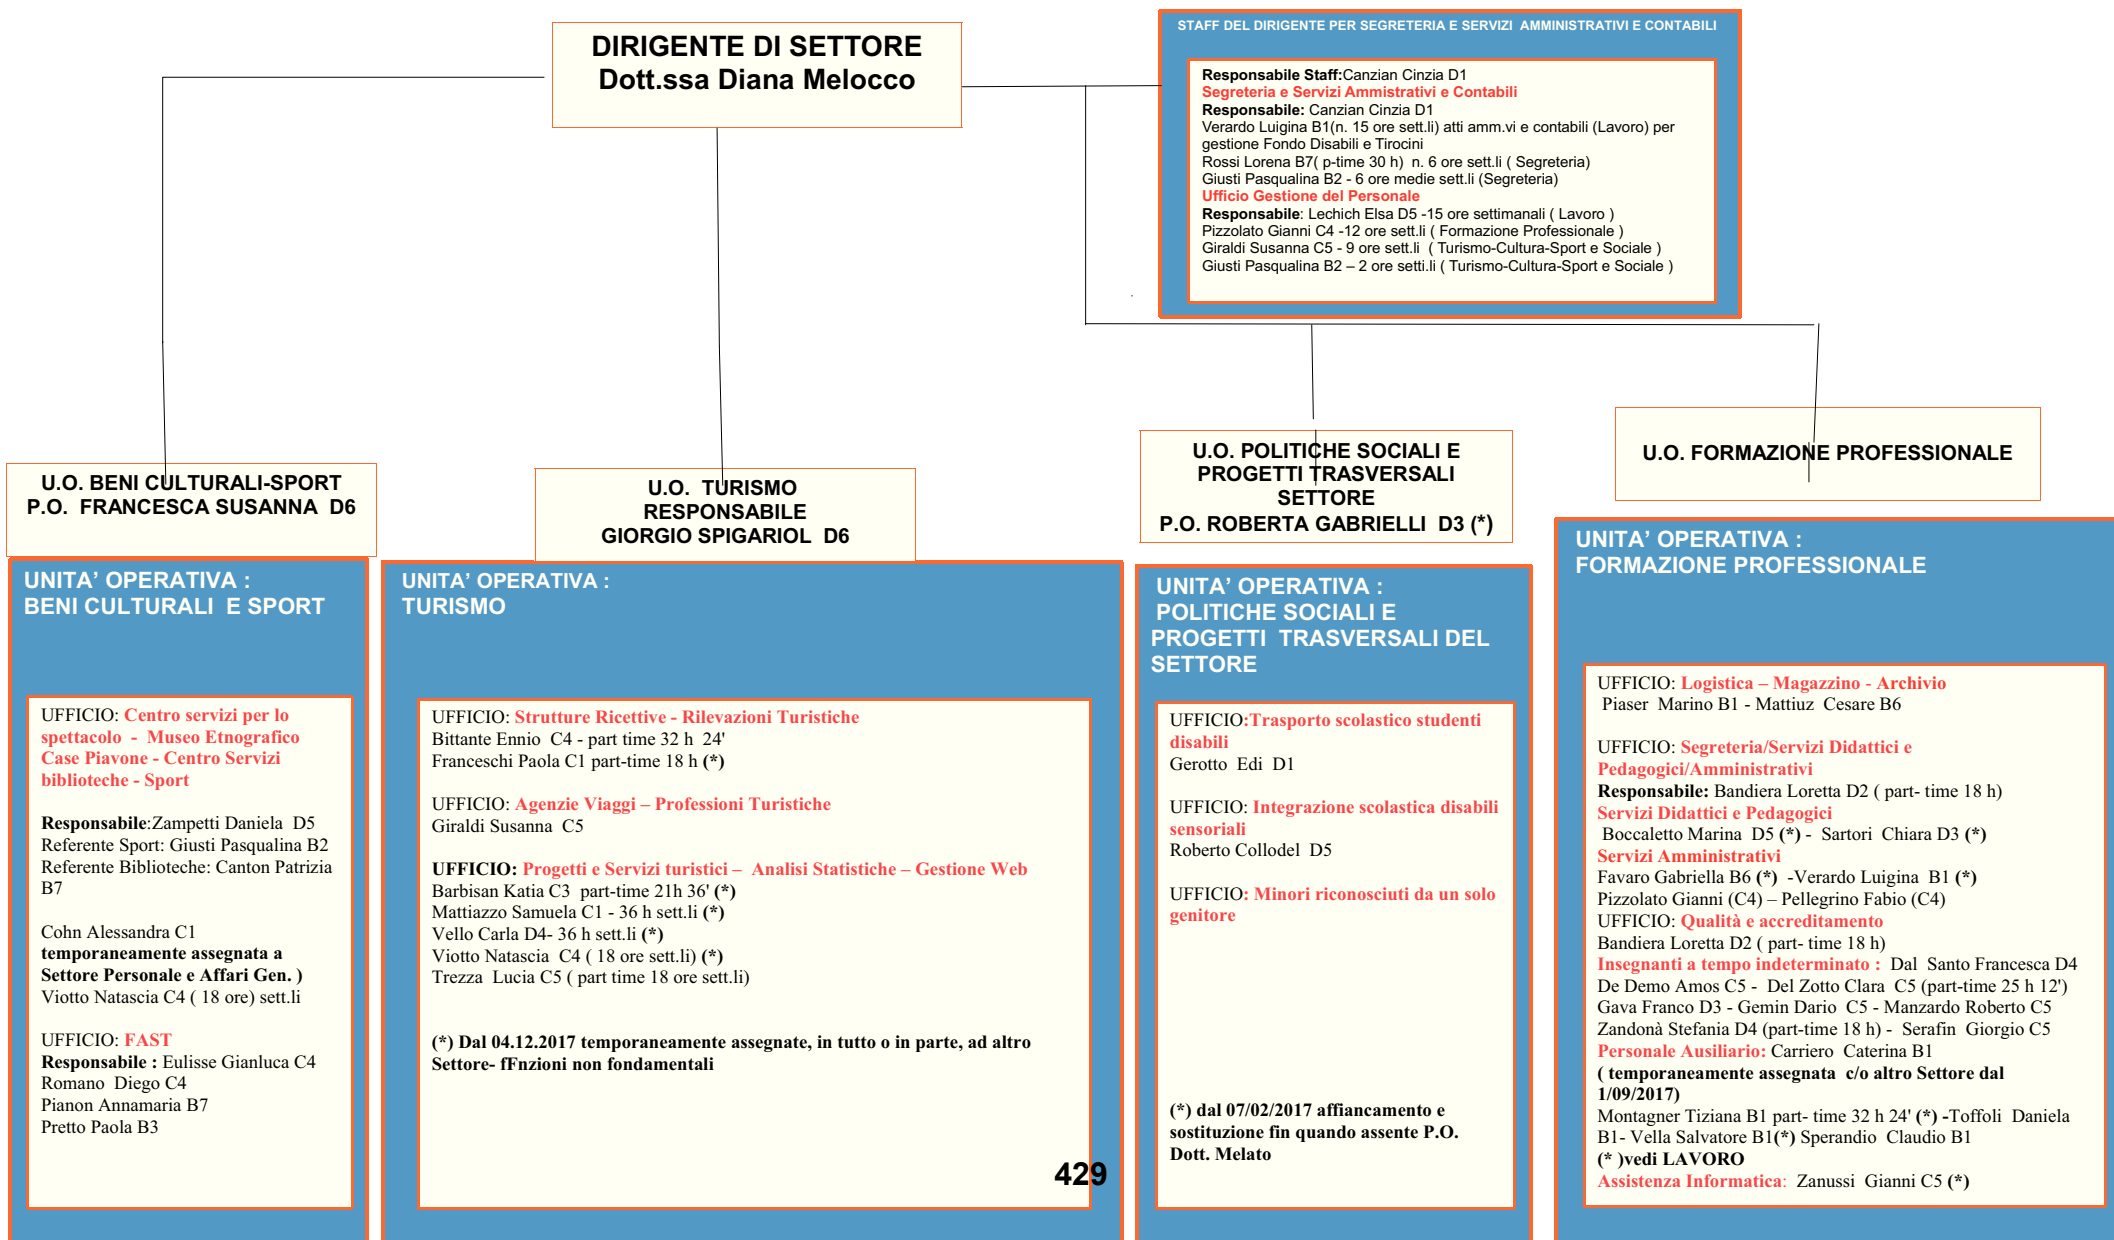 DIRIGENTE DI SETTORE
Dott.ssa Diana Melocco
STAFF DEL DIRIGENTE PER SEGRETERIA E SERVIZI  AMMINISTRATIVI E CONTABILI
Responsabile Staff:Canzian Cinzia D1
Segreteria e Servizi Ammistrativi e Contabili
Responsabile: Canzian Cinzia D1
Verardo Luigina B1(n. 15 ore sett.li) atti amm.vi e contabili (Lavoro) per
gestione Fondo Disabili e Tirocini
Rossi Lorena B7( p-time 30 h)  n. 6 ore sett.li ( Segreteria)
Giusti Pasqualina B2 - 6 ore medie sett.li (Segreteria)
Ufficio Gestione del Personale
Responsabile: Lechich Elsa D5 -15 ore settimanali ( Lavoro )
Pizzolato Gianni C4 -12 ore sett.li ( Formazione Professionale )
Giraldi Susanna C5 - 9 ore sett.li  ( Turismo-Cultura-Sport e Sociale )
Giusti Pasqualina B2 – 2 ore setti.li ( Turismo-Cultura-Sport e Sociale )
U.O. BENI CULTURALI-SPORT
P.O.  FRANCESCA SUSANNA  D6
UNITA' OPERATIVA :
BENI CULTURALI  E SPORT
UFFICIO: Centro servizi per lo
spettacolo  -  Museo Etnografico
Case Piavone - Centro Servizi
biblioteche - Sport
Responsabile:Zampetti Daniela  D5
Referente Sport: Giusti Pasqualina B2
Referente Biblioteche: Canton Patrizia
B7
Cohn Alessandra C1
temporaneamente assegnata a
Settore Personale e Affari Gen. )
Viotto Natascia C4 ( 18 ore) sett.li
UFFICIO: FAST
Responsabile : Eulisse Gianluca C4
Romano  Diego C4
Pianon Annamaria B7
Pretto Paola B3
U.O.  TURISMO
RESPONSABILE
GIORGIO SPIGARIOL  D6
UNITA' OPERATIVA :
TURISMO
UFFICIO: Strutture Ricettive - Rilevazioni Turistiche
Bittante Ennio  C4 - part time 32 h  24'
Franceschi Paola C1 part-time 18 h (*)
UFFICIO: Agenzie Viaggi – Professioni Turistiche
Giraldi Susanna  C5
UFFICIO: Progetti e Servizi turistici –  Analisi Statistiche – Gestione Web
Barbisan Katia C3  part-time 21h 36' (*)
Mattiazzo Samuela C1 - 36 h sett.li (*)
Vello Carla D4- 36 h sett.li (*)
Viotto Natascia  C4 ( 18 ore sett.li) (*)
Trezza  Lucia C5 ( part time 18 ore sett.li)
(*) Dal 04.12.2017 temporaneamente assegnate, in tutto o in parte, ad altro
Settore- fFnzioni non fondamentali
429
U.O. POLITICHE SOCIALI E
PROGETTI TRASVERSALI
SETTORE
P.O. ROBERTA GABRIELLI  D3 (*)
UNITA' OPERATIVA :
POLITICHE SOCIALI E
PROGETTI  TRASVERSALI DEL
SETTORE
UFFICIO:Trasporto scolastico studenti
disabili
Gerotto  Edi  D1
UFFICIO: Integrazione scolastica disabili
sensoriali
Roberto Collodel  D5
UFFICIO: Minori riconosciuti da un solo
genitore
(*) dal 07/02/2017 affiancamento e
sostituzione fin quando assente P.O.
Dott. Melato
U.O. FORMAZIONE PROFESSIONALE
UNITA' OPERATIVA :
FORMAZIONE PROFESSIONALE
UFFICIO: Logistica – Magazzino - Archivio
Piaser  Marino B1 - Mattiuz  Cesare B6
UFFICIO: Segreteria/Servizi Didattici e
Pedagogici/Amministrativi
Responsabile: Bandiera Loretta D2 ( part- time 18 h)
Servizi Didattici e Pedagogici
Boccaletto Marina  D5 (*) -  Sartori  Chiara D3 (*)
Servizi Amministrativi
Favaro Gabriella B6 (*)  -Verardo Luigina  B1 (*)
Pizzolato Gianni (C4) – Pellegrino Fabio (C4)
UFFICIO: Qualità e accreditamento
Bandiera Loretta D2 ( part- time 18 h)
Insegnanti a tempo indeterminato :  Dal  Santo Francesca D4
De Demo Amos C5 -  Del Zotto Clara  C5 (part-time 25 h 12')
Gava Franco D3 - Gemin Dario  C5 - Manzardo Roberto C5
Zandonà Stefania D4 (part-time 18 h) -  Serafin  Giorgio C5
Personale Ausiliario: Carriero  Caterina B1
( temporaneamente assegnata  c/o altro Settore dal
1/09/2017)
Montagner Tiziana B1 part- time 32 h 24' (*) -Toffoli  Daniela
B1- Vella Salvatore B1(*) Sperandio  Claudio B1
(* )vedi LAVORO
Assistenza Informatica:  Zanussi  Gianni C5 (*)